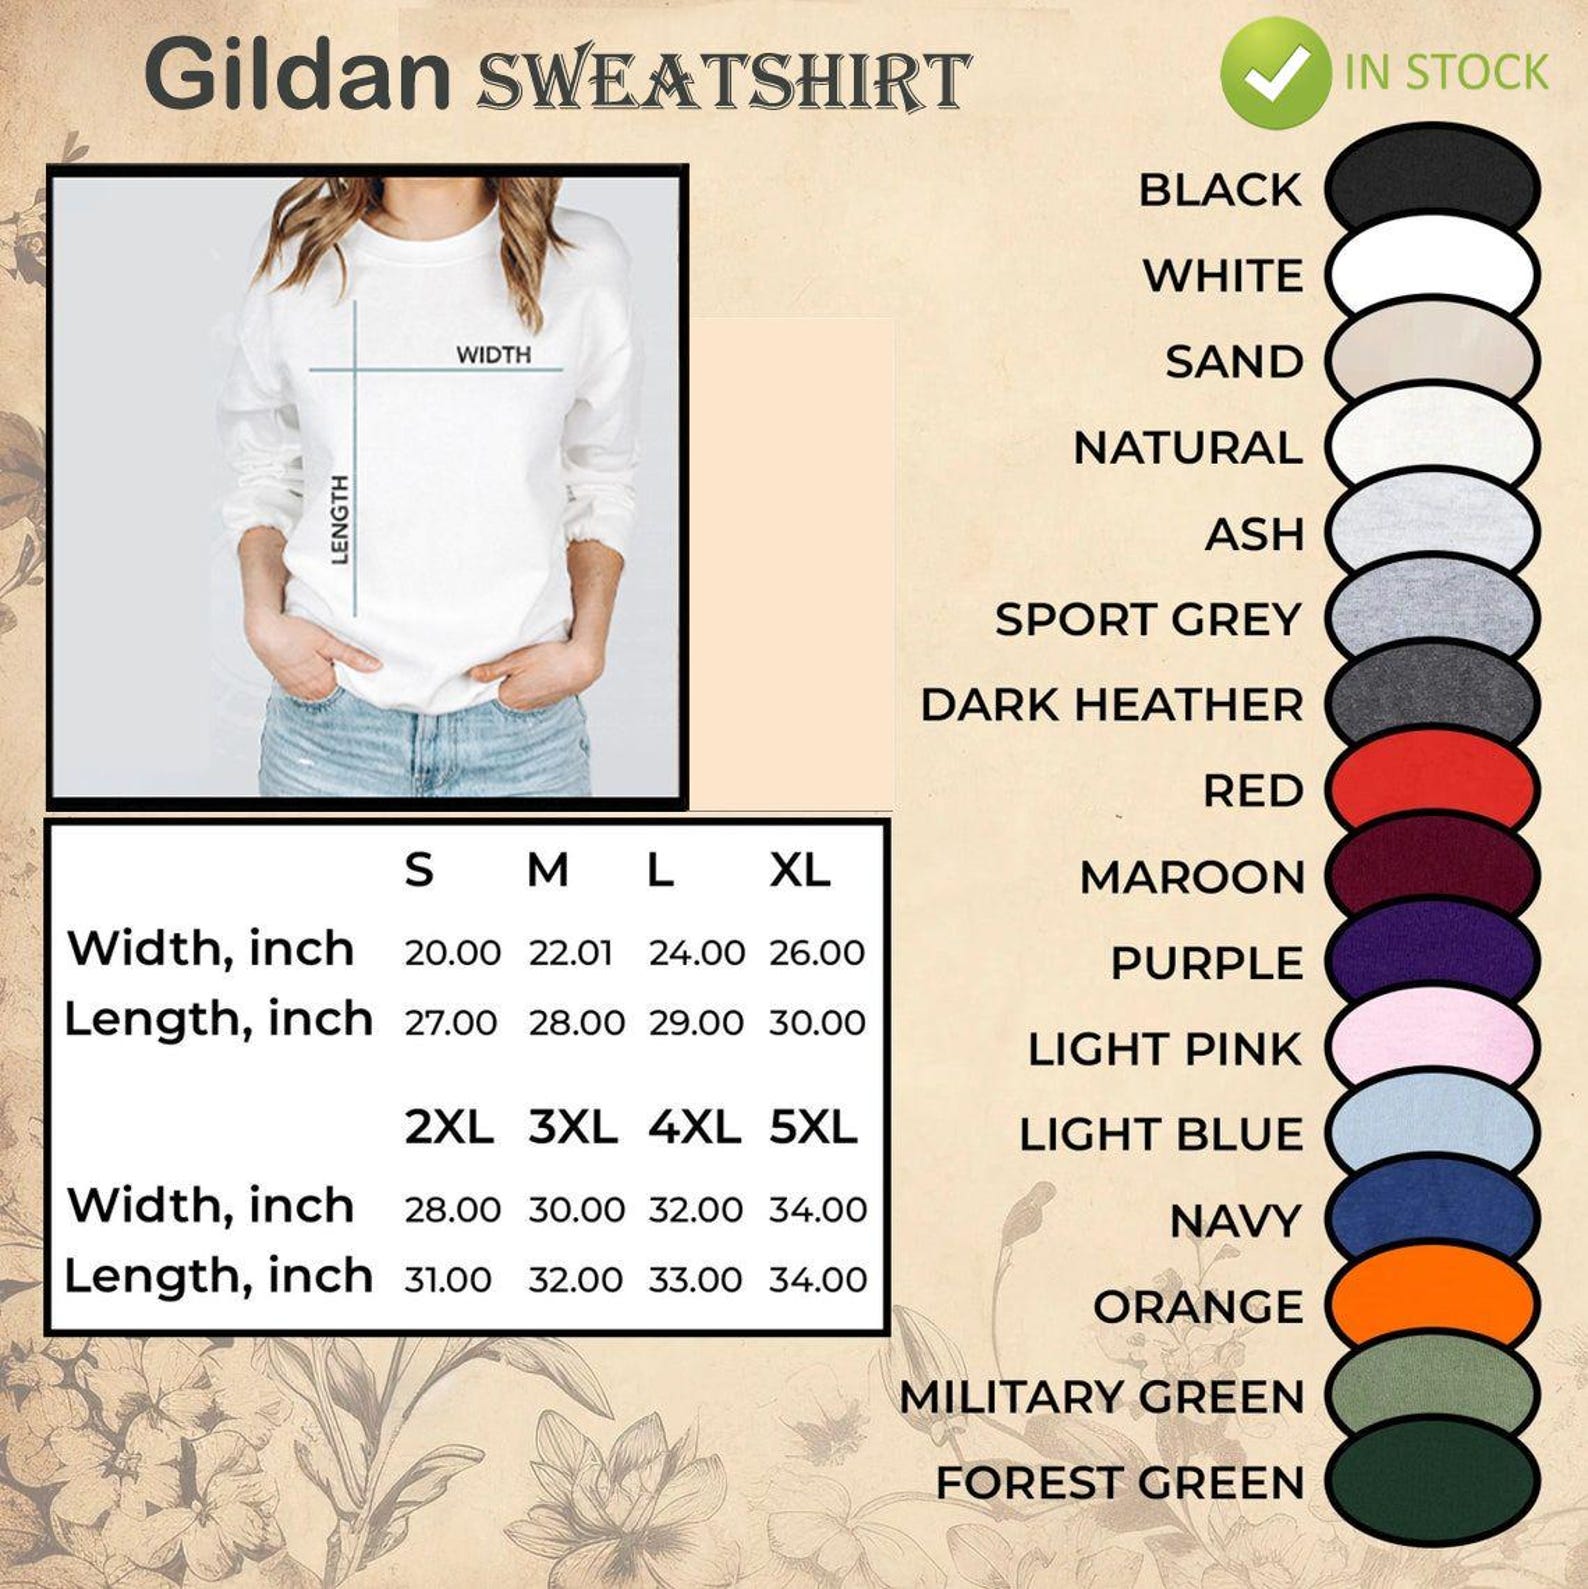 Gildan SWEATSHIRT
IN STOCK
WIDTH
LENGTH
S M L XL
Width, inch 20.00 22.01 24.00 26.00
Length, inch 27.00 28.00 29.00 30.00
2XL 3XL 4XL 5XL
Width, inch 28.00 30.00 32.00 34.00
Length, inch 31.00 32.00 33.00 34.00
BLACK
WHITE
SAND
NATURAL
ASH
SPORT GREY
DARK HEATHER
RED
MAROON
PURPLE
LIGHT PINK
LIGHT BLUE
NAVY
ORANGE
MILITARY GREEN
FOREST GREEN